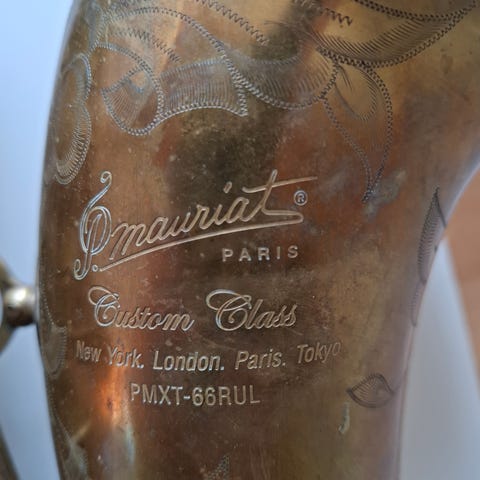 P. mauriat®
PARIS
Custom Class
New York. London. Paris. Tokyo
PMXT-66RUL